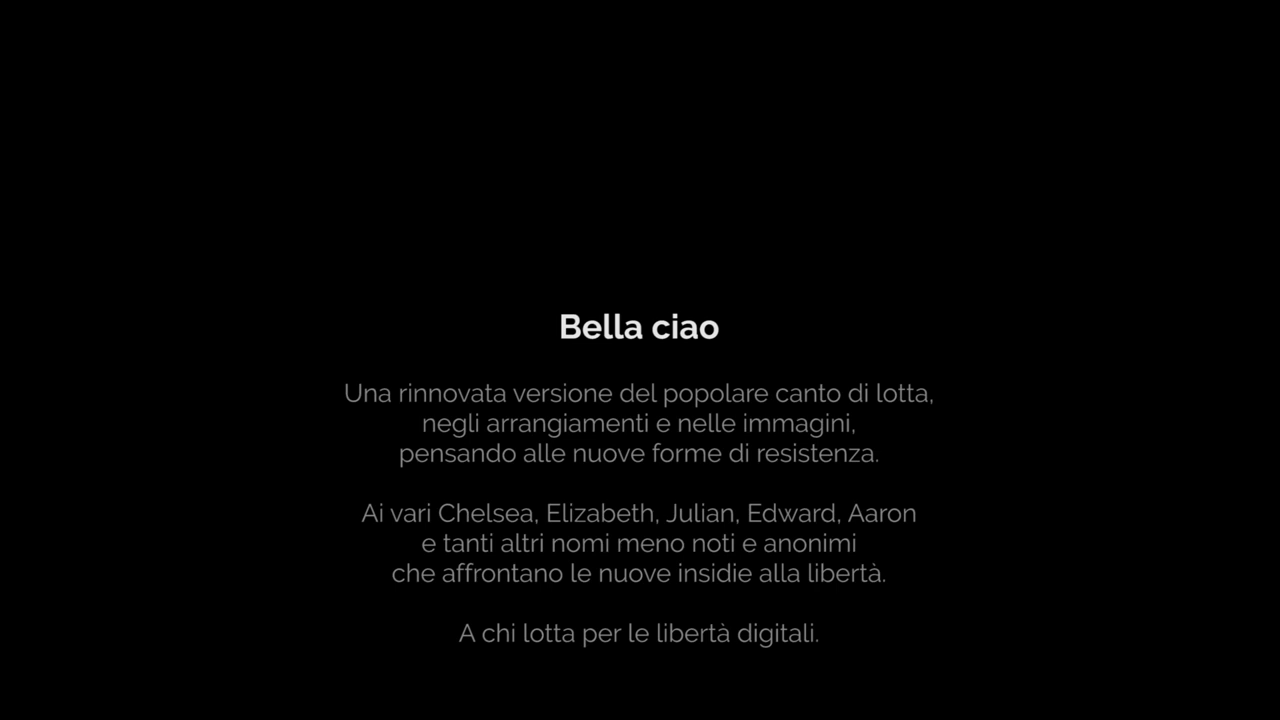 Bella ciao
Una rinnovata versione del popolare canto di lotta,
negli arrangiamenti e nelle immagini,
pensando alle nuove forme di resistenza.
Ai vari Chelsea, Elizabeth, Julian, Edward, Aaron
e tanti altri nomi meno noti e anonimi
che affrontano le nuove insidie alla libertà.
A chi lotta per le libertà digitali.